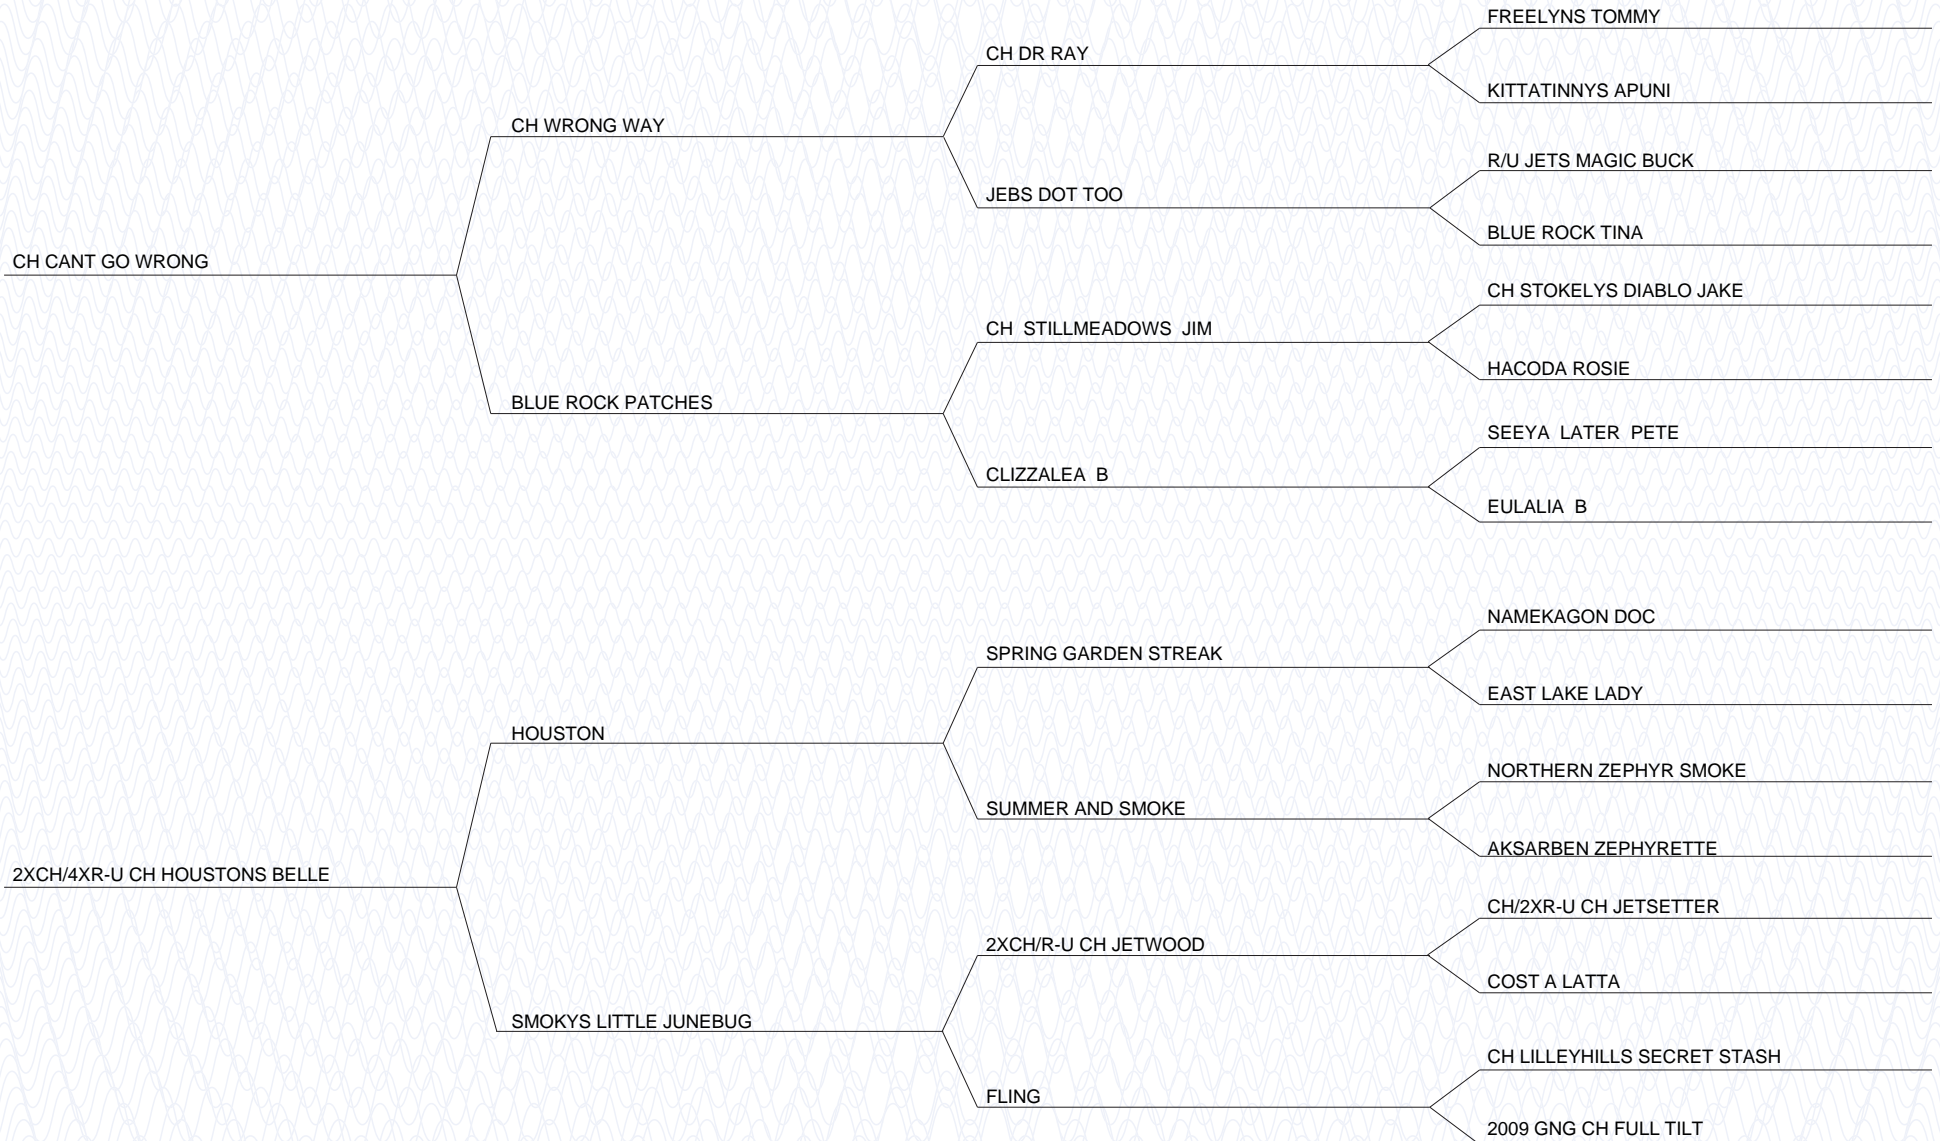 FREELYNS TOMMY
CH DR RAY
KITTATINNYS APUNI
CH WRONG WAY
R/U JETS MAGIC BUCK
JEBS DOT TOO
BLUE ROCK TINA
CH CANT GO WRONG
CH STOKELYS DIABLO JAKE
CH STILLMEADOWS JIM
HACODA ROSIE
BLUE ROCK PATCHES
SEEYA LATER PETE
CLIZZALEA B
EULALIA B
NAMEKAGON DOC
SPRING GARDEN STREAK
EAST LAKE LADY
HOUSTON
NORTHERN ZEPHYR SMOKE
SUMMER AND SMOKE
AKSARBEN ZEPHYRETTE
2XCH/4XR-U CH HOUSTONS BELLE
CH/2XR-U CH JETSETTER
2XCH/R-U CH JETWOOD
COST A LATTA
SMOKYS LITTLE JUNEBUG
CH LILLEYHILLS SECRET STASH
FLING
2009 GNG CH FULL TILT